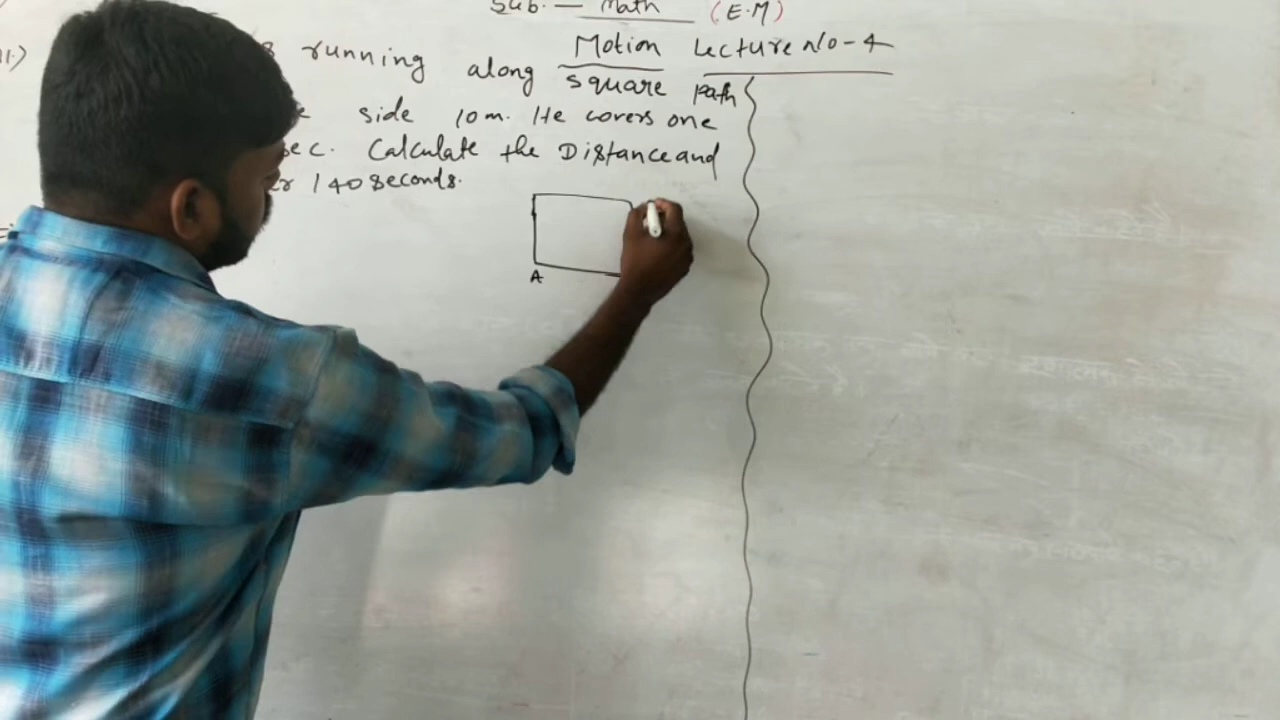 Sub. — Math (E.M)
Motion Lecture No-4
running along square path
side 10m. He covers one
sec. Calculate the Distance and
140 seconds.
A